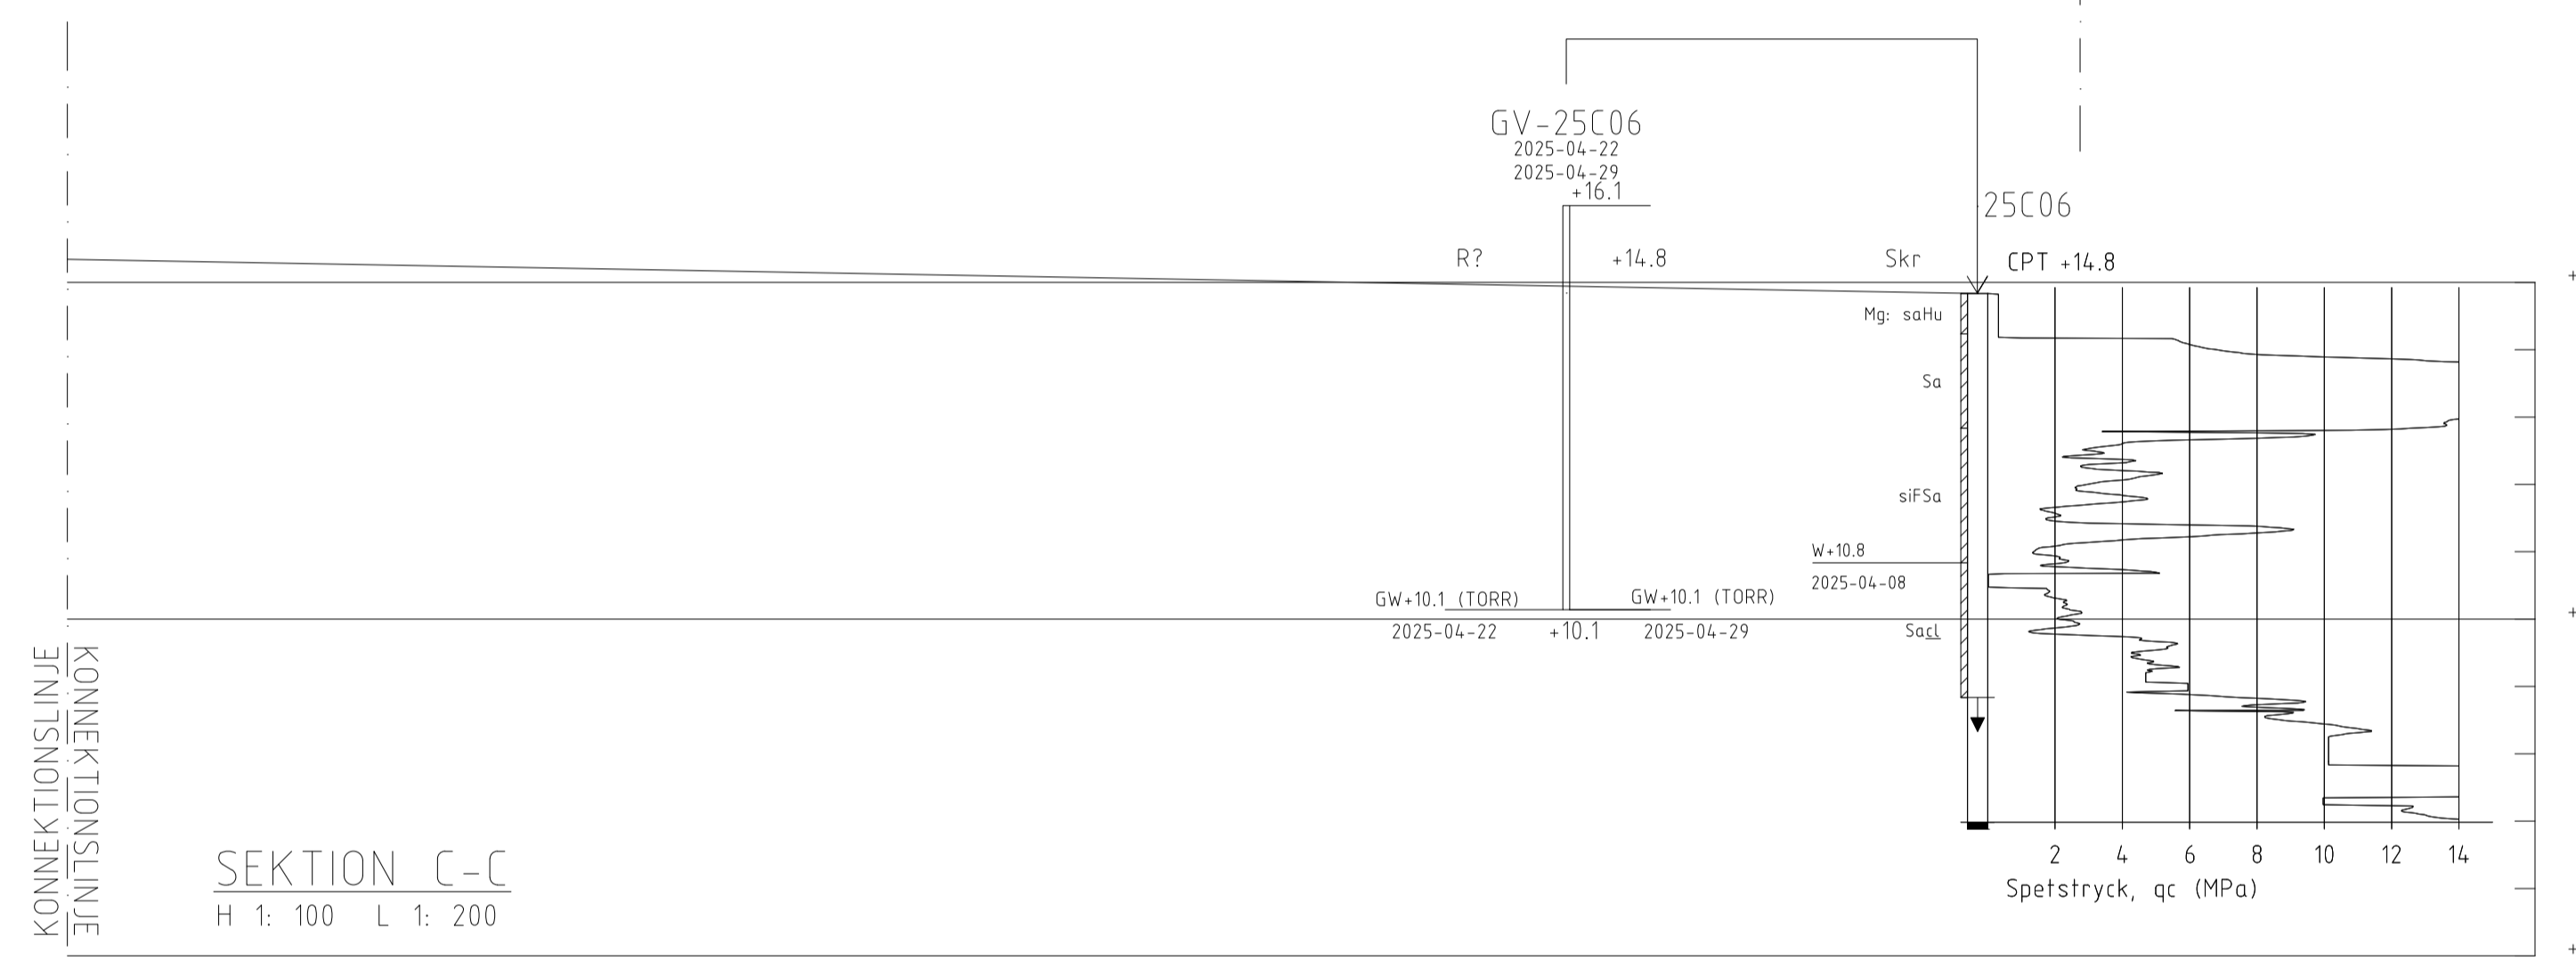 GV-25C06
2025-04-22
2025-04-29
+16.1
25C06
R?
+14.8
Skr
CPT +14.8
Mg: saHu
Sa
siFSa
W+10.8
2025-04-08
GW+10.1 (TORR)
GW+10.1 (TORR)
2025-04-22
+10.1
2025-04-29
Sacl
KONNEKTIONSLINJE
KONNEKTIONSLINJE
SEKTION C-C
H 1: 100 L 1: 200
2 4 6 8 10 12 14
Spetstryck, qc (MPa)
+
+
+